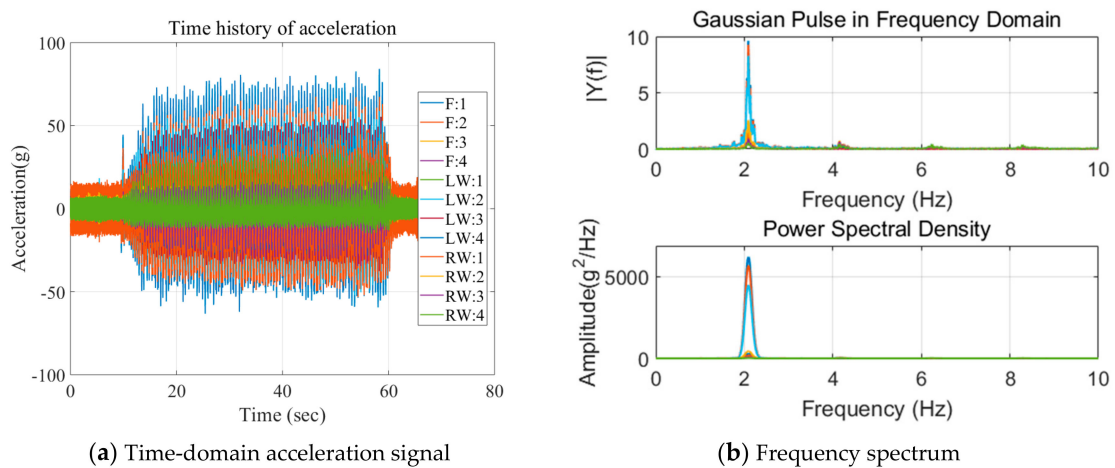 Time history of acceleration
100
50
0
-50
-100
Acceleration(g)
0 20 40 60 80
Time (sec)
F:1
F:2
F:3
F:4
LW:1
LW:2
LW:3
LW:4
RW:1
RW:2
RW:3
RW:4
(a) Time-domain acceleration signal
Gaussian Pulse in Frequency Domain
10
5
0
|Y(f)|
0 2 4 6 8 10
Frequency (Hz)
Power Spectral Density
5000
0
Amplitude(g²/Hz)
0 2 4 6 8 10
Frequency (Hz)
(b) Frequency spectrum